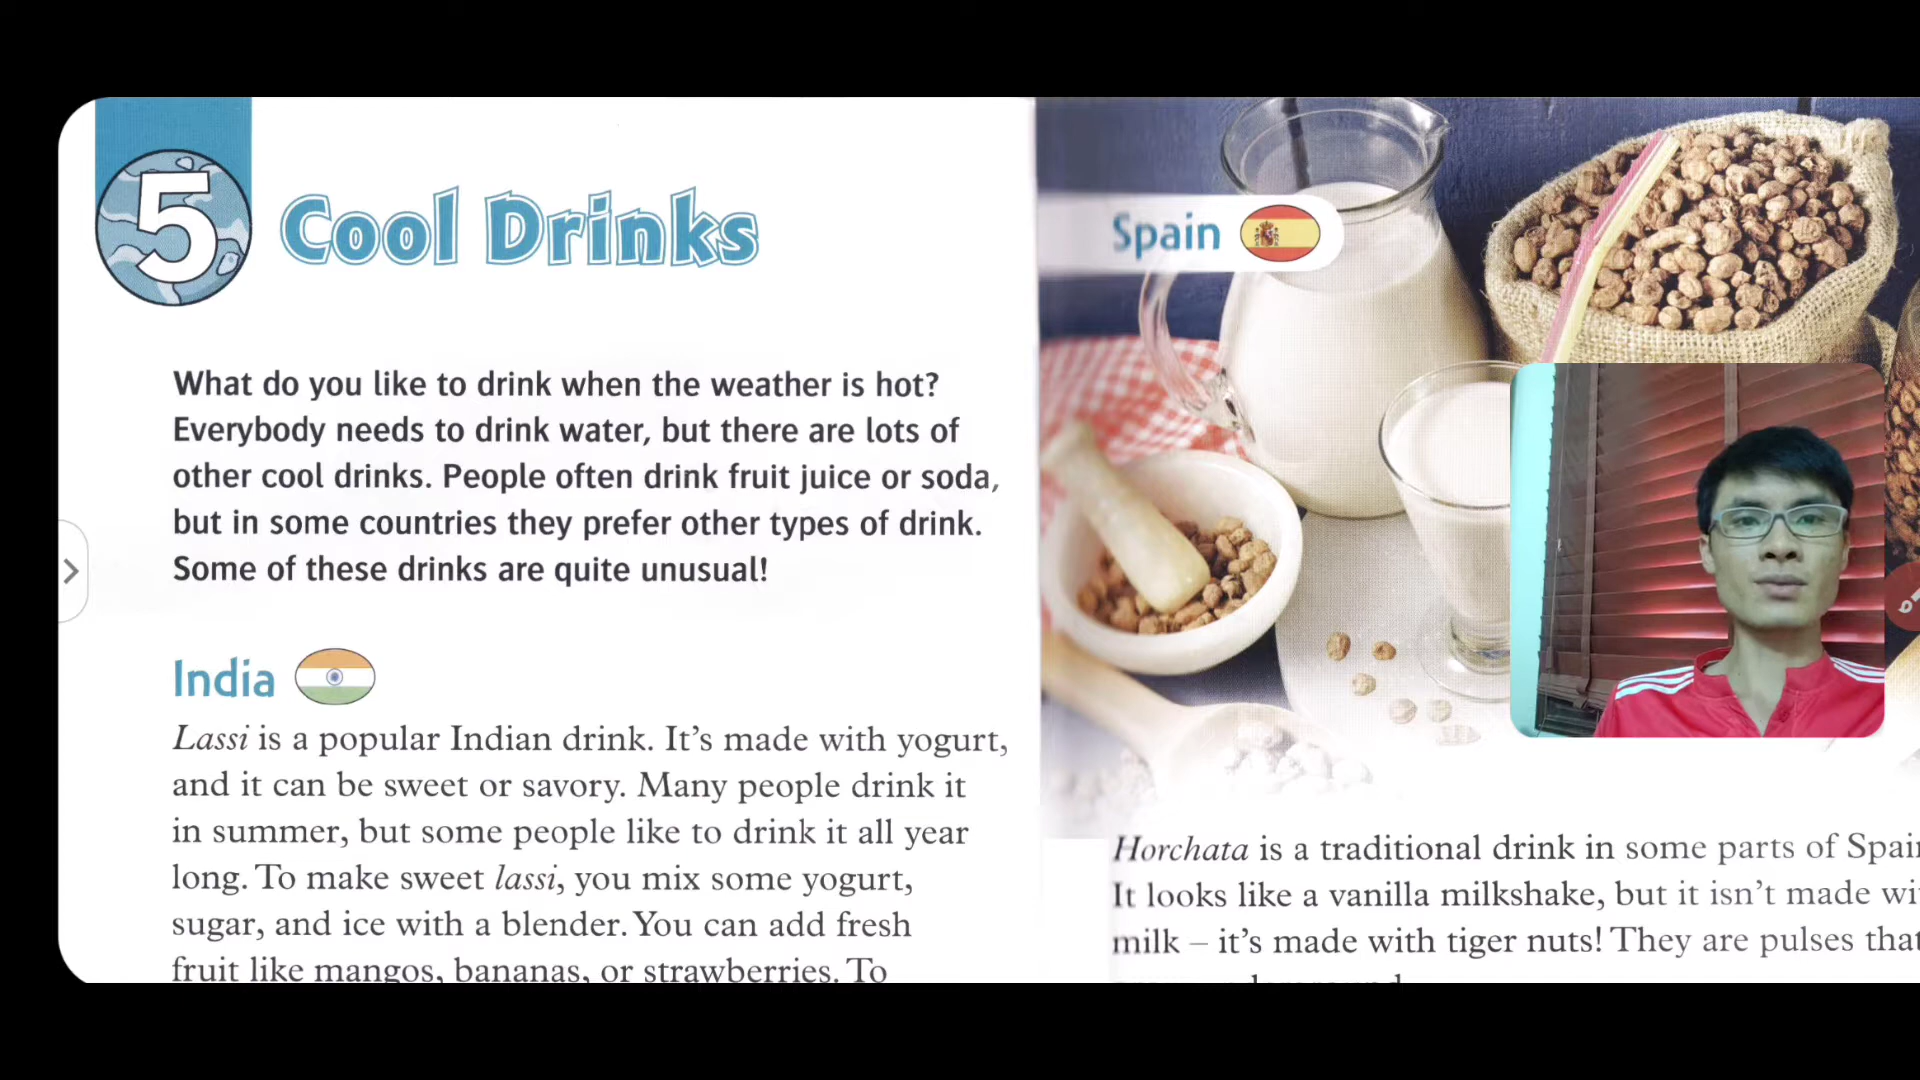 5
Cool Drinks
What do you like to drink when the weather is hot?
Everybody needs to drink water, but there are lots of
other cool drinks. People often drink fruit juice or soda,
but in some countries they prefer other types of drink.
Some of these drinks are quite unusual!
India
Lassi is a popular Indian drink. It's made with yogurt,
and it can be sweet or savory. Many people drink it
in summer, but some people like to drink it all year
long. To make sweet lassi, you mix some yogurt,
sugar, and ice with a blender. You can add fresh
fruit like mangos, bananas, or strawberries. To
Spain
Horchata is a traditional drink in some parts of Spain
It looks like a vanilla milkshake, but it isn't made wi
milk – it's made with tiger nuts! They are pulses that